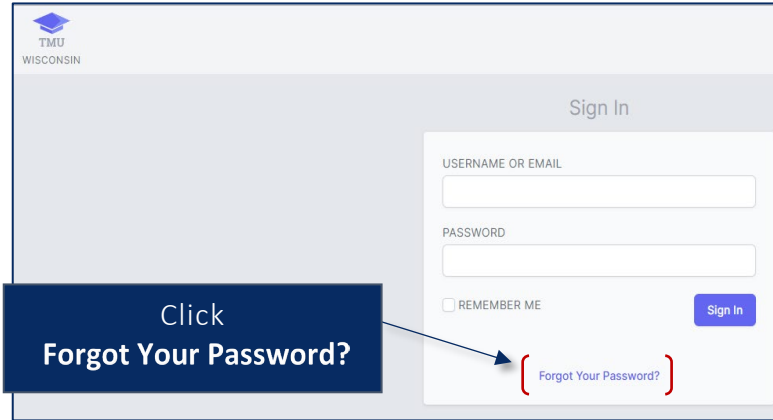 TMU
WISCONSIN
Sign In
USERNAME OR EMAIL
PASSWORD
REMEMBER ME
Sign In
Click
Forgot Your Password?
Forgot Your Password?